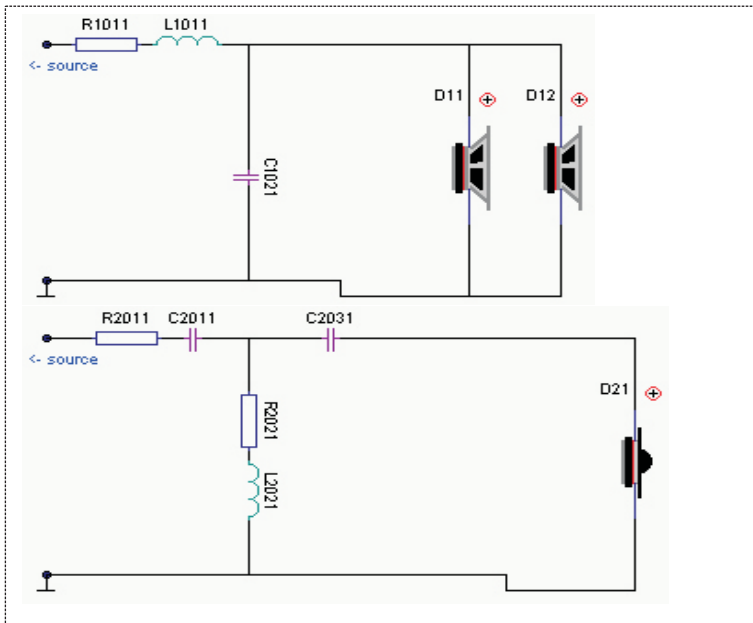 R1011 L1011
<- source
D11 D12
C1021
R2011 C2011 C2031
<- source
D21
R2021
L2021